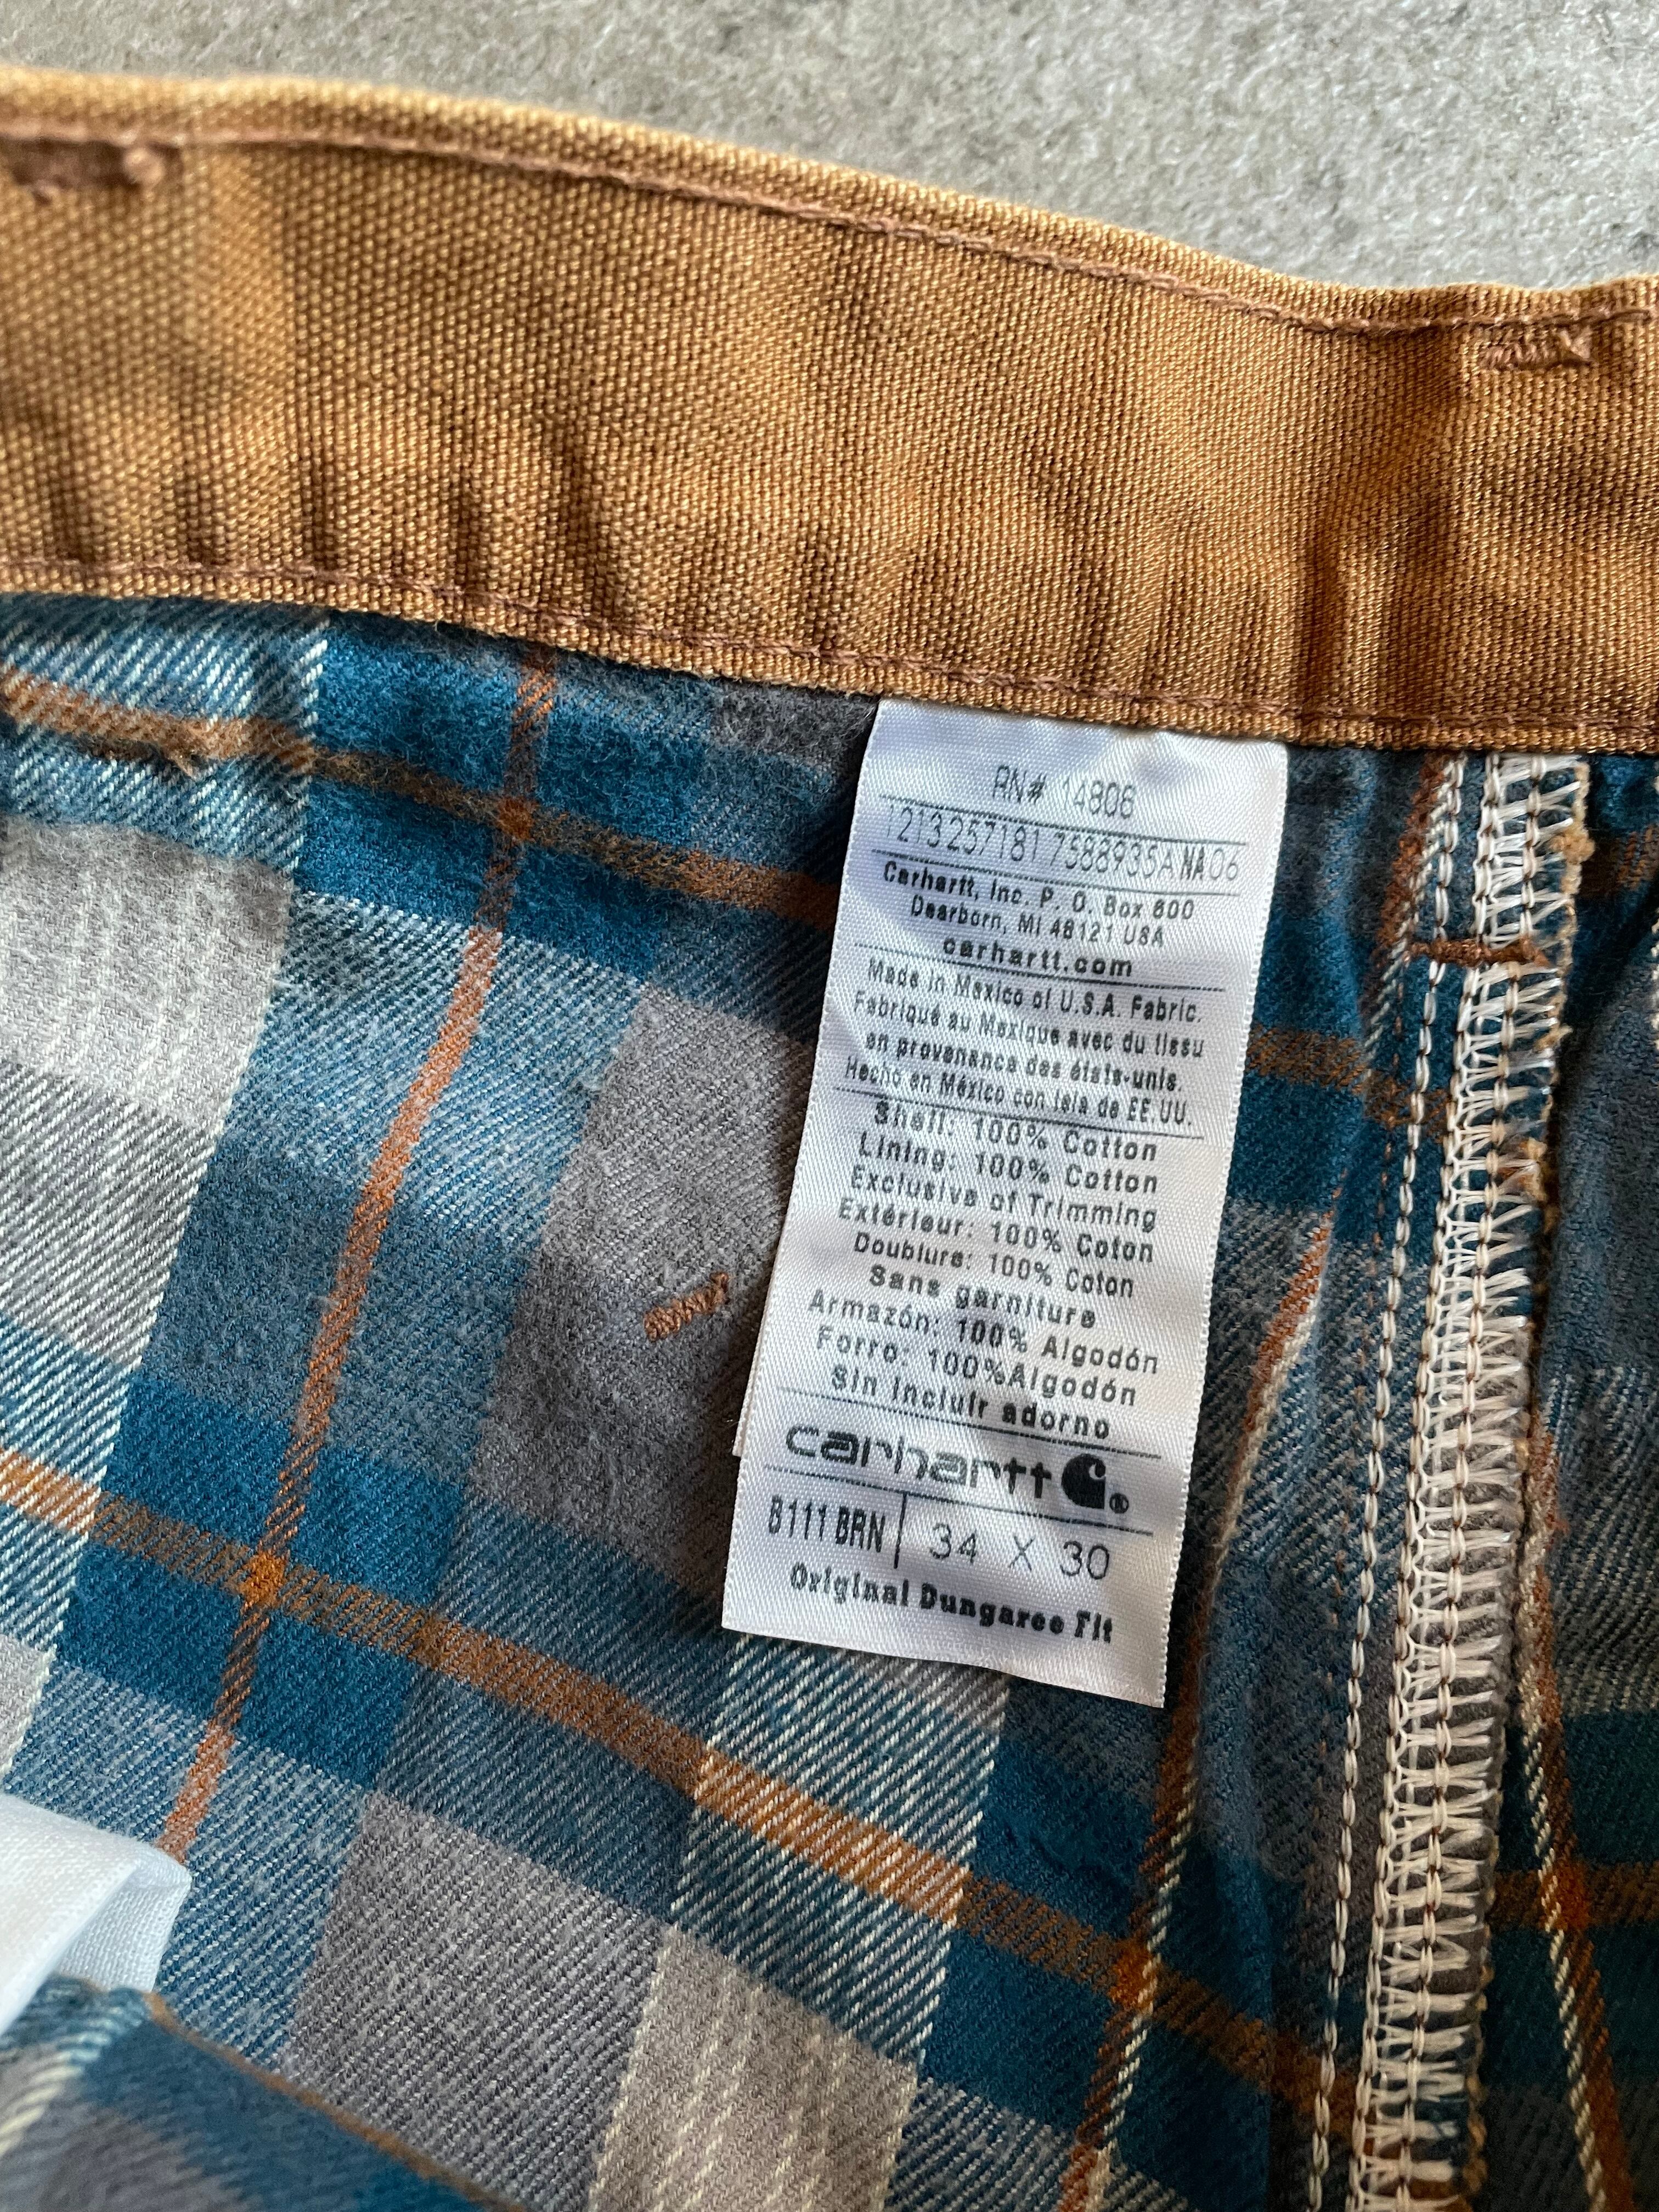 RN# 14806
1213257181 7588935A NA06
Carhartt, Inc. P. O. Box 600
Dearborn, MI 48121 USA
carhartt.com
Made in Mexico of U.S.A. Fabric.
Fabriqué au Mexique avec du tissu
en provenance des états-unis.
Hecho en México con tela de EE.UU.
Shell: 100% Cotton
Lining: 100% Cotton
Exclusive of Trimming
Extérieur: 100% Coton
Doublure: 100% Coton
Sans garniture
Armazón: 100% Algodón
Forro: 100%Algodón
Sin incluir adorno
carhartt ®
B111 BRN | 34 X 30
Original Dungaree Fit